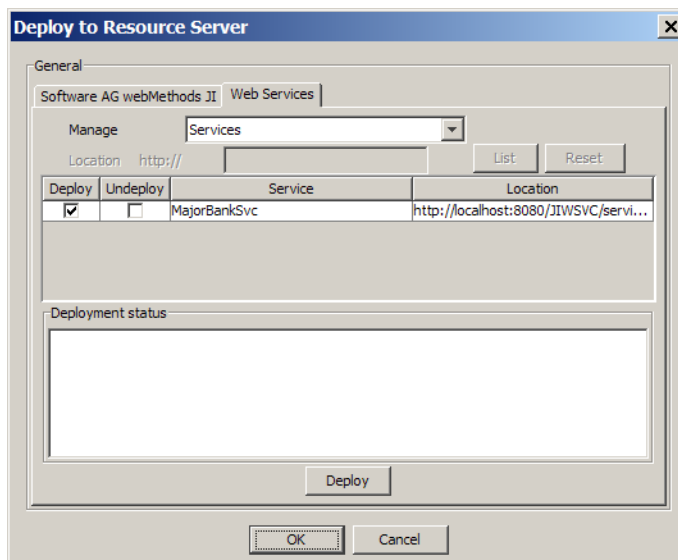 Deploy to Resource Server
General
Software AG webMethods JI Web Services
Manage Services
Location http:// List Reset
Deploy Undeploy Service Location
MajorBankSvc http://localhost:8080/JIWSVC/servi...
Deployment status
Deploy
OK Cancel